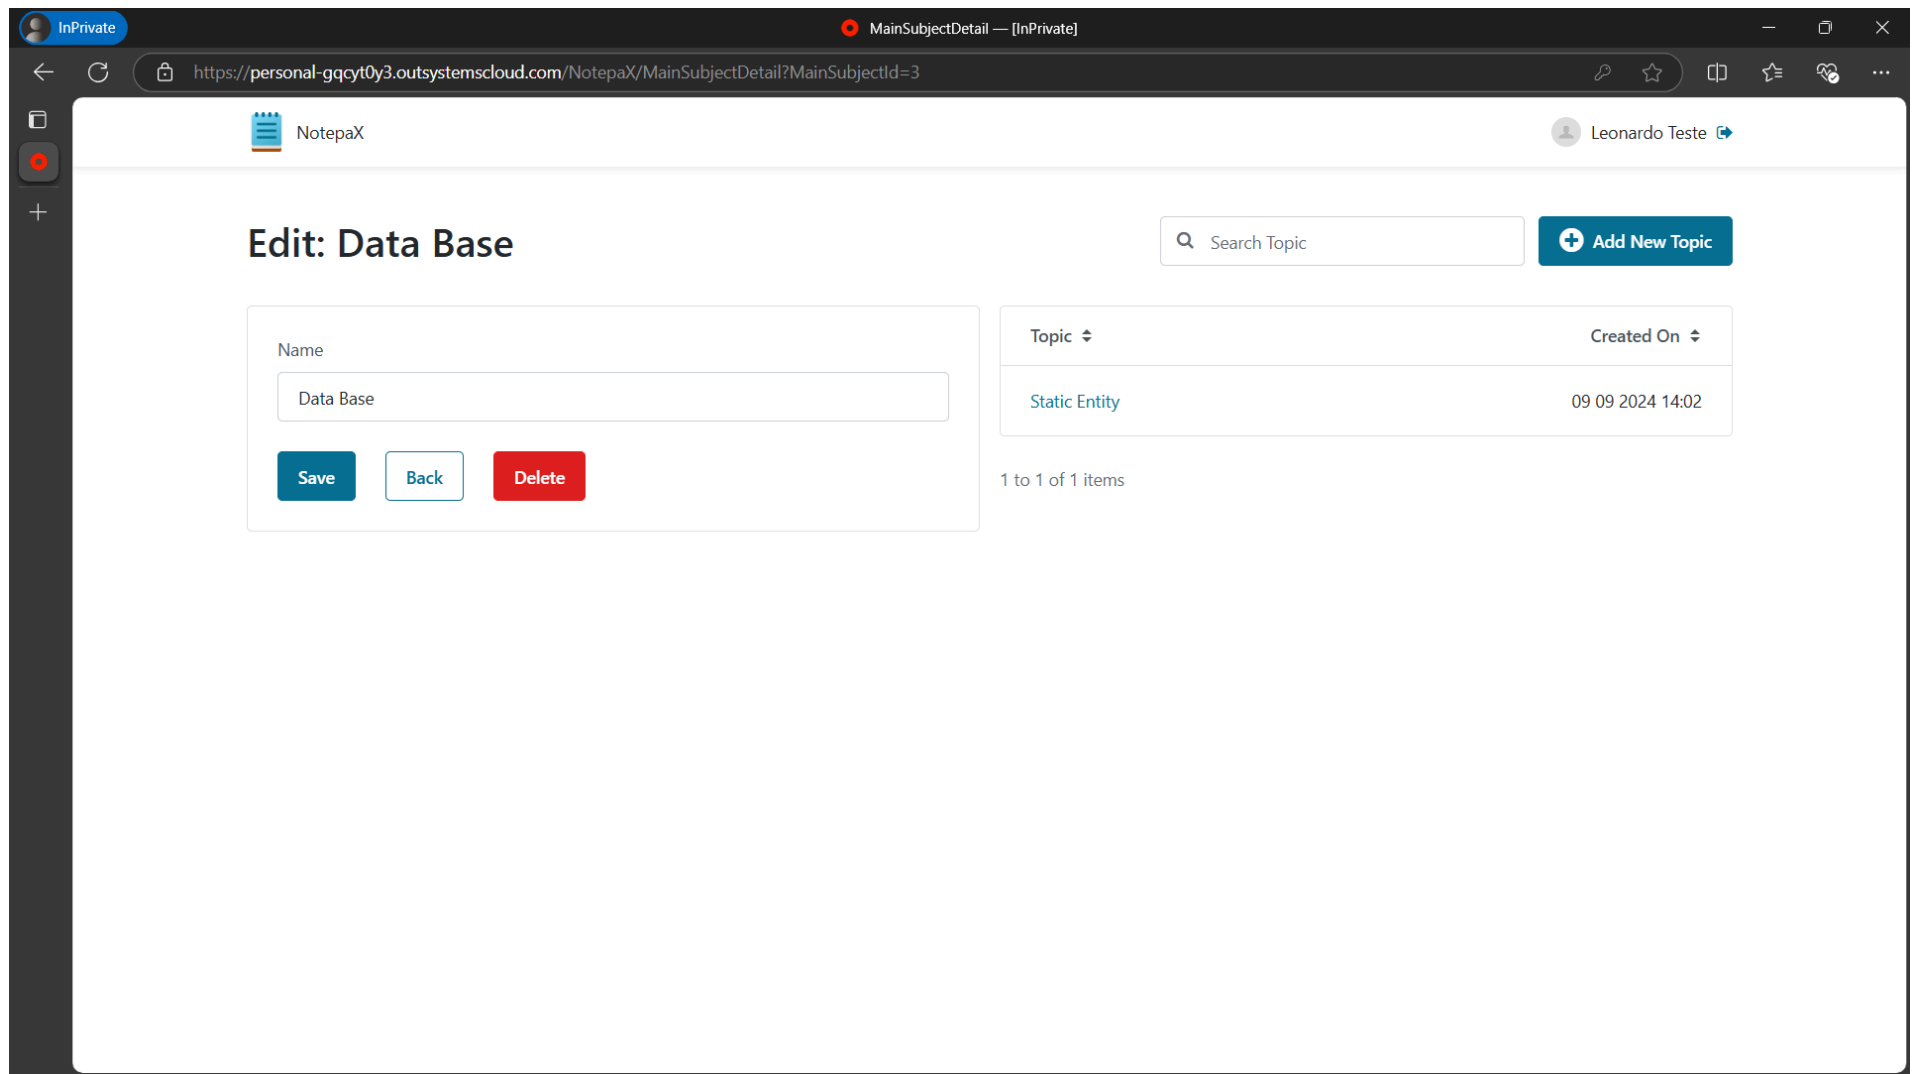 InPrivate
MainSubjectDetail — [InPrivate]
https://personal-gqcyt0y3.outsystemscloud.com/NotepaX/MainSubjectDetail?MainSubjectId=3
NotepaX
Leonardo Teste
Edit: Data Base
Search Topic
Add New Topic
Name
Data Base
Save
Back
Delete
Topic
Created On
Static Entity
09 09 2024 14:02
1 to 1 of 1 items